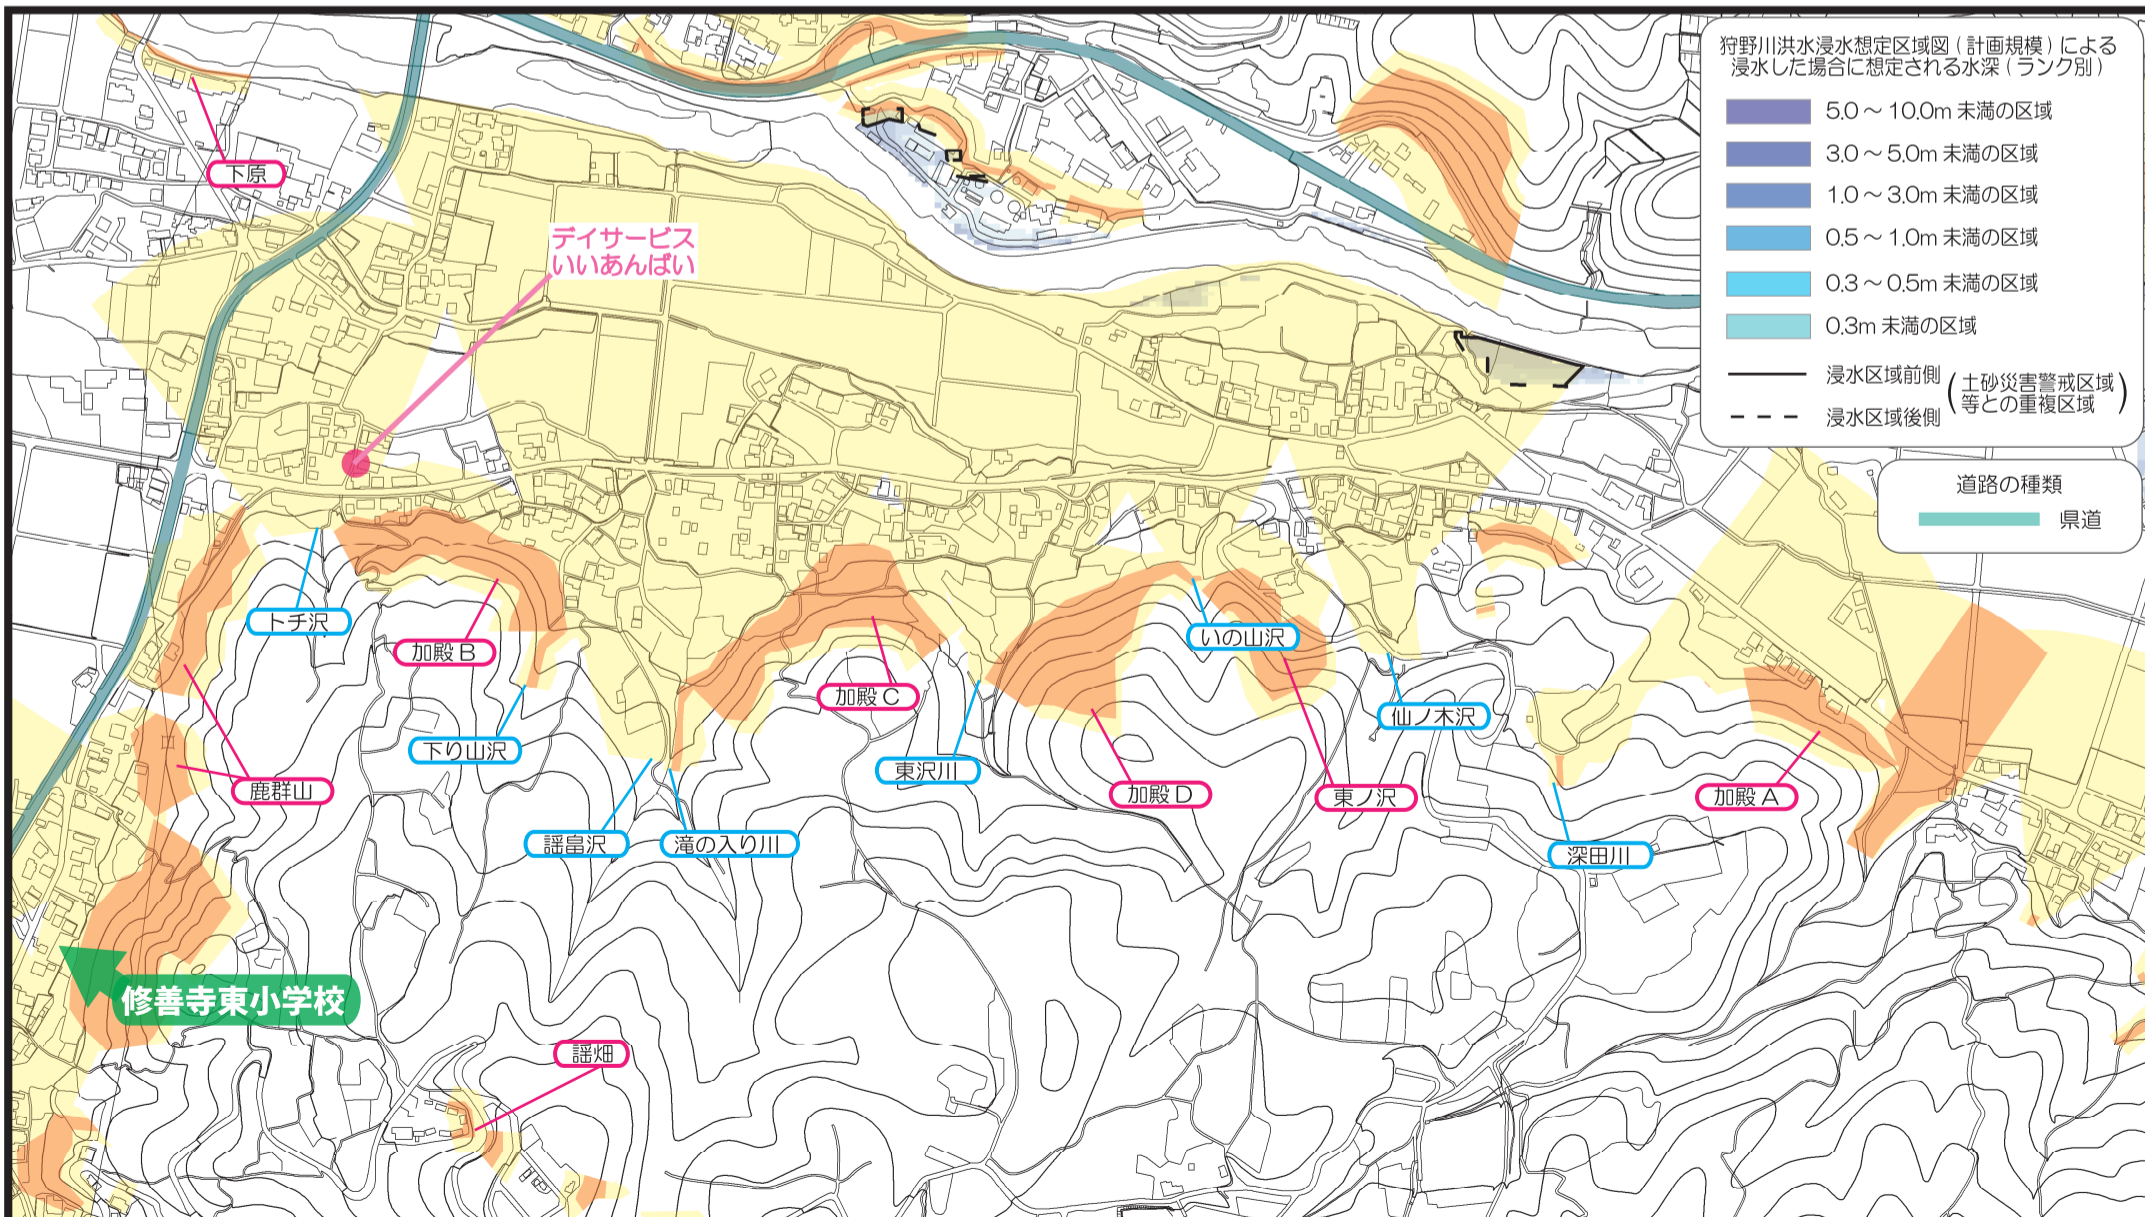 狩野川洪水浸水想定区域図(計画規模)による
浸水した場合に想定される水深(ランク別)
5.0～10.0m 未満の区域
3.0～5.0m 未満の区域
1.0～3.0m 未満の区域
0.5～1.0m 未満の区域
0.3～0.5m 未満の区域
0.3m 未満の区域
浸水区域前側
浸水区域後側
(土砂災害警戒区域
等との重複区域)
道路の種類
県道
下原
デイサービス
いいあんばい
トチ沢
加殿 B
いの山沢
加殿 C
仙ノ木沢
下り山沢
東沢川
鹿群山
加殿 D
東ノ沢
加殿 A
謡畠沢
滝の入り川
深田川
修善寺東小学校
謡畑